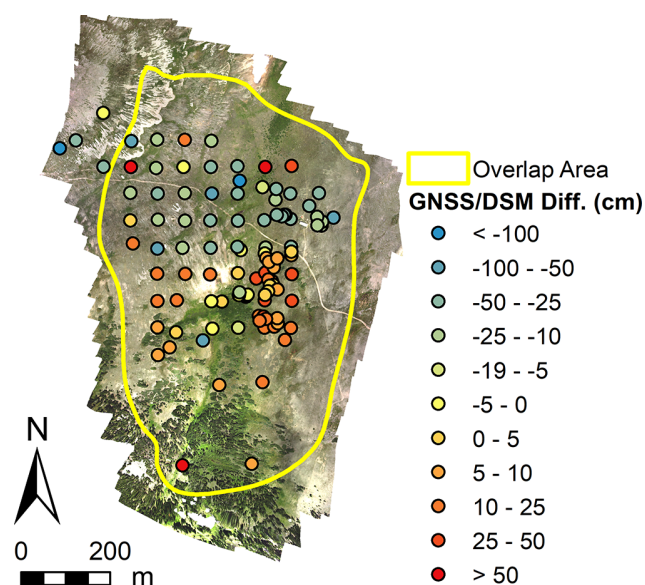 Overlap Area
GNSS/DSM Diff. (cm)
< -100
-100 - -50
-50 - -25
-25 - -10
-19 - -5
-5 - 0
0 - 5
5 - 10
10 - 25
25 - 50
> 50
N
0 200
m